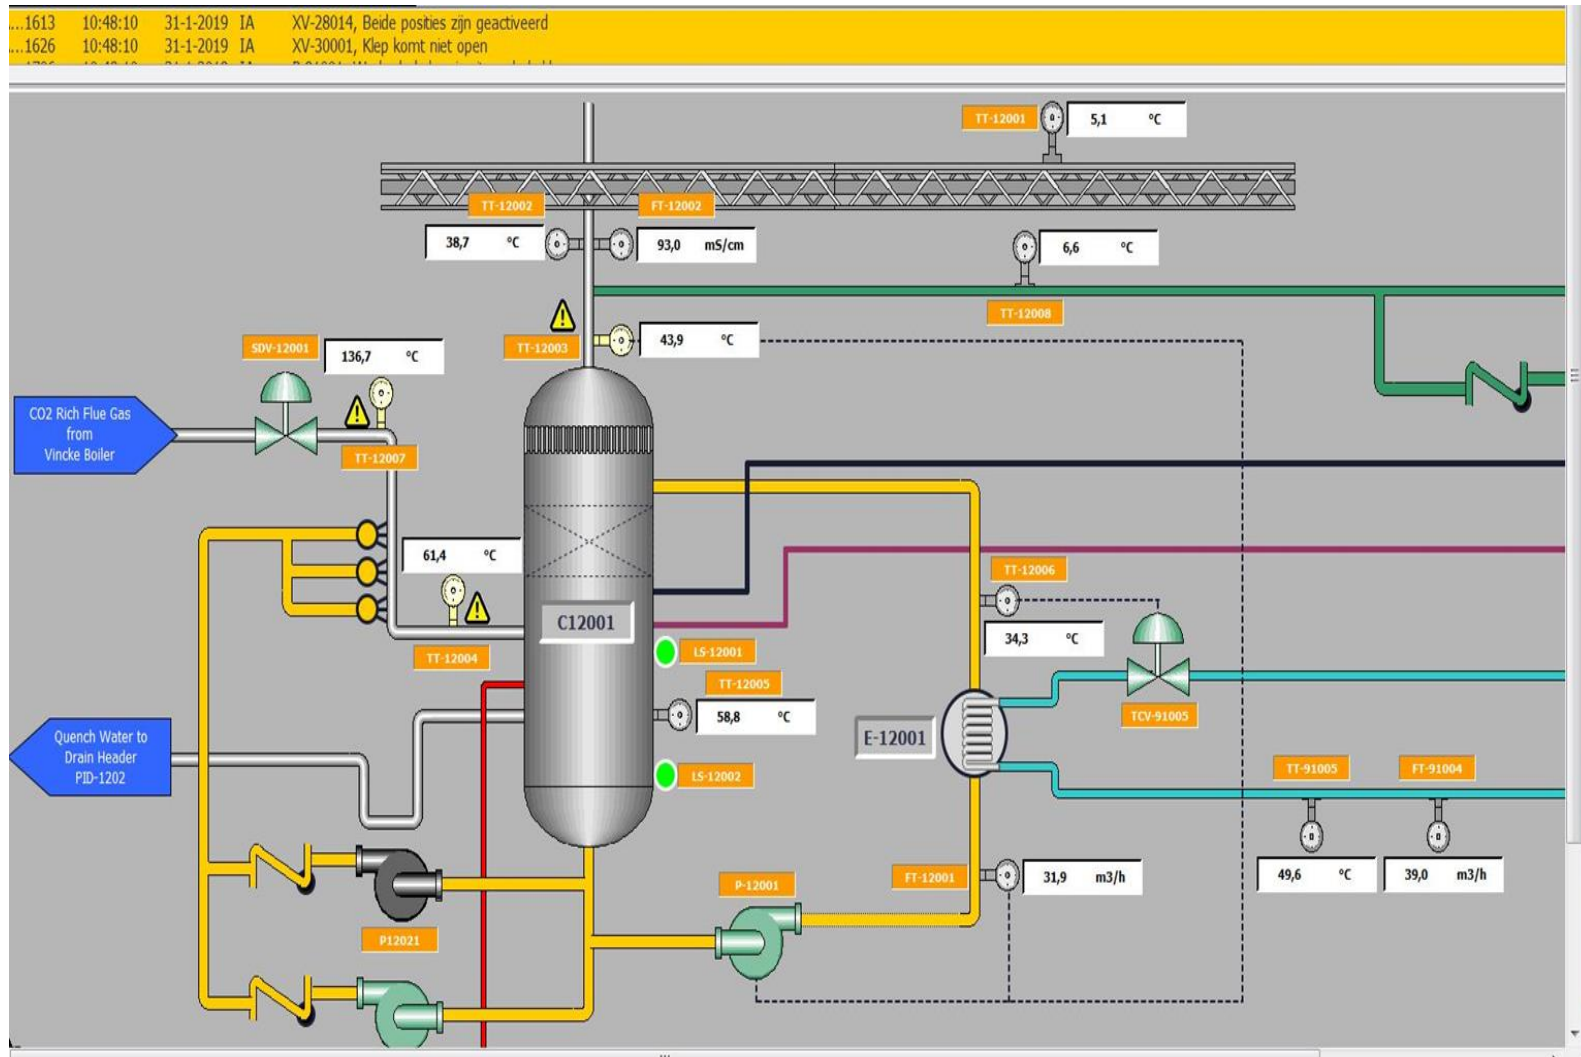 ...1613 10:48:10 31-1-2019 IA XV-28014, Beide posities zijn geactiveerd
...1626 10:48:10 31-1-2019 IA XV-30001, Klep komt niet open
TT-12001
5,1 °C
TT-12002
FT-12002
38,7 °C
93,0 mS/cm
6,6 °C
TT-12008
SDV-12001
136,7 °C
TT-12003
43,9 °C
CO2 Rich Flue Gas
from
Vincke Boiler
TT-12007
61,4 °C
TT-12004
C12001
LS-12001
TT-12005
58,8 °C
LS-12002
TT-12006
34,3 °C
TCV-91005
E-12001
Quench Water to
Drain Header
PID-1202
TT-91005
FT-91004
49,6 °C
39,0 m3/h
FT-12001
31,9 m3/h
P-12001
P12021